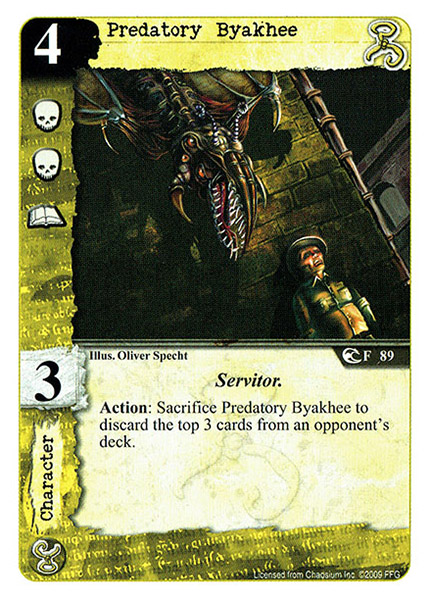 4
Predatory Byakhee
Illus. Oliver Specht
F 89
3
Servitor.
Action: Sacrifice Predatory Byakhee to
discard the top 3 cards from an opponent's
deck.
Character
Licensed from Chaosium Inc. ©2009 FFG